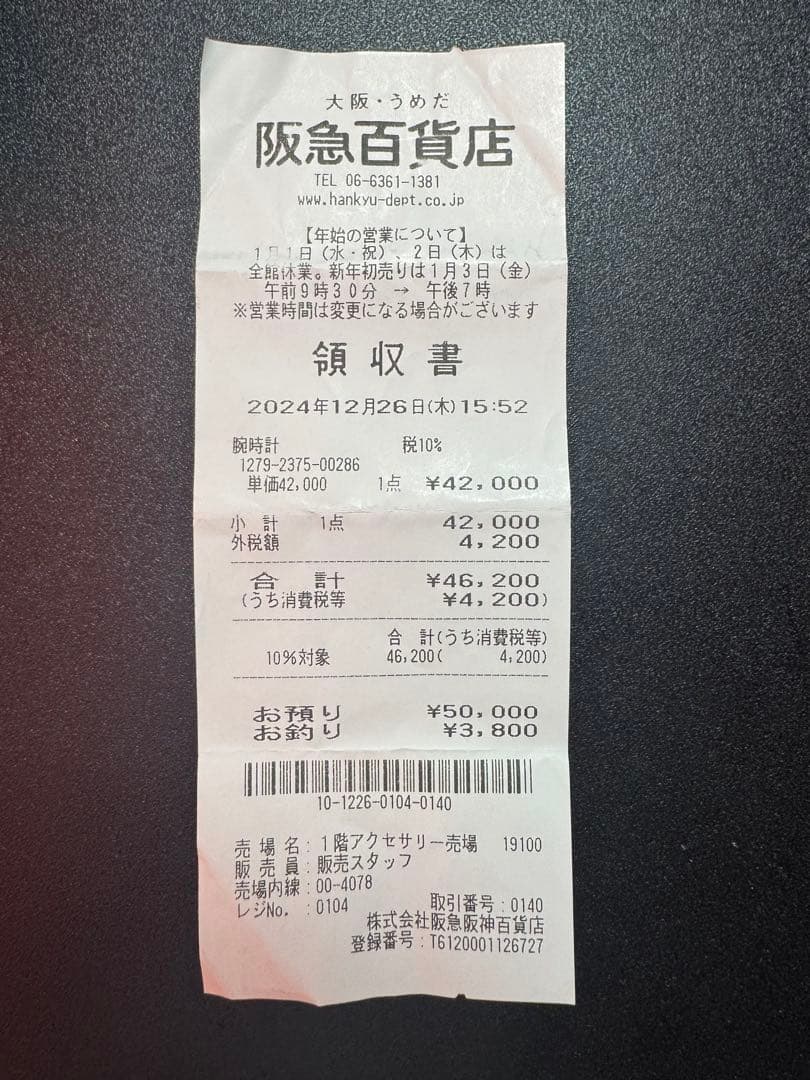 大阪・うめだ
阪急百貨店
TEL 06-6361-1381
www.hankyu-dept.co.jp
【年始の営業について】
1月1日（水・祝）、2日（木）は
全館休業。新年初売りは1月3日（金）
午前9時30分 → 午後7時
※営業時間は変更になる場合がございます
領収書
2024年12月26日(木)15:52
腕時計 税10%
1279-2375-00286
単価42,000 1点 ¥42,000
小 計 1点 42,000
外税額 4,200
合 計 ¥46,200
(うち消費税等 ¥4,200)
合 計(うち消費税等)
10%対象 46,200( 4,200)
お預り ¥50,000
お釣り ¥3,800
10-1226-0104-0140
売 場 名：1階アクセサリー売場 19100
販 売 員：販売スタッフ
売場内線：00-4078
レジNo. ：0104 取引番号：0140
株式会社阪急阪神百貨店
登録番号：T6120001126727